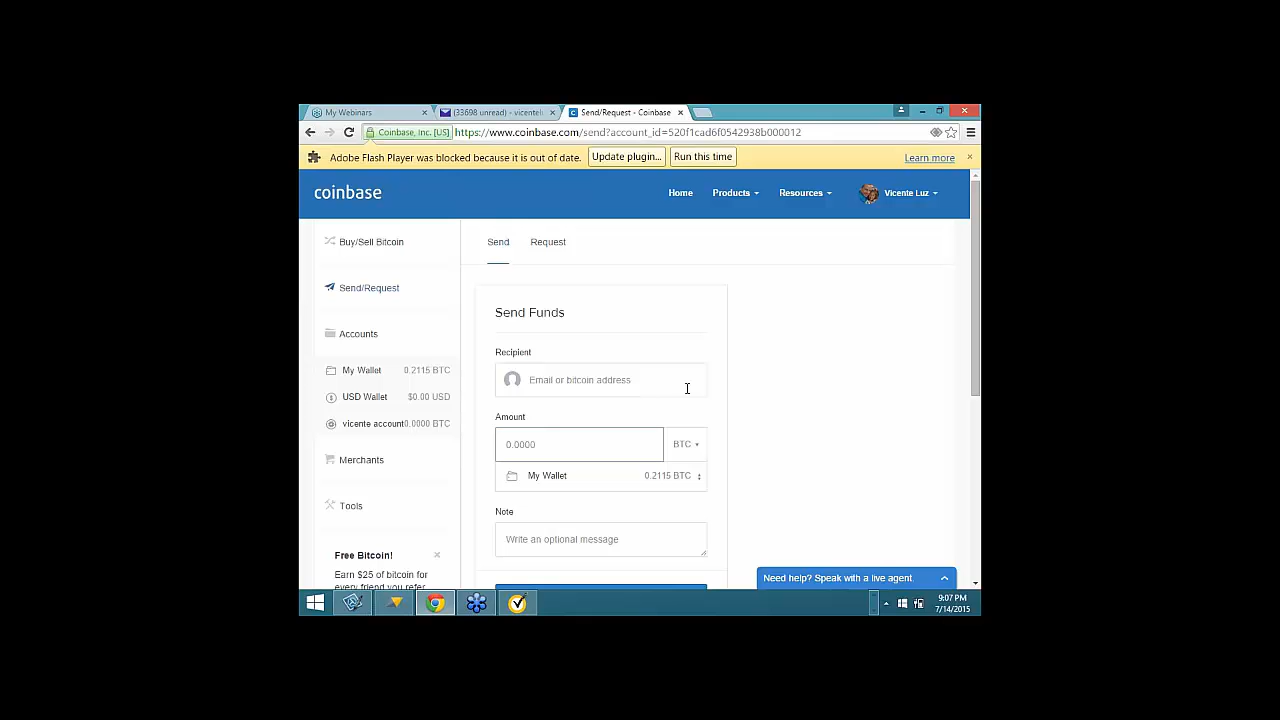 My Webinars
(33698 unread) - vicentel
Send/Request - Coinbase
Coinbase, Inc. [US]
https://www.coinbase.com/send?account_id=520f1cad6f0542938b000012
Adobe Flash Player was blocked because it is out of date.
Update plugin...
Run this time
Learn more
coinbase
Home
Products
Resources
Vicente Luz
Buy/Sell Bitcoin
Send/Request
Accounts
My Wallet 0.2115 BTC
USD Wallet $0.00 USD
vicente account0.0000 BTC
Merchants
Tools
Free Bitcoin!
Earn $25 of bitcoin for
every friend you refer
Send
Request
Send Funds
Recipient
Email or bitcoin address
Amount
0.0000
BTC
My Wallet 0.2115 BTC
Note
Write an optional message
Need help? Speak with a live agent
9:07 PM
7/14/2015